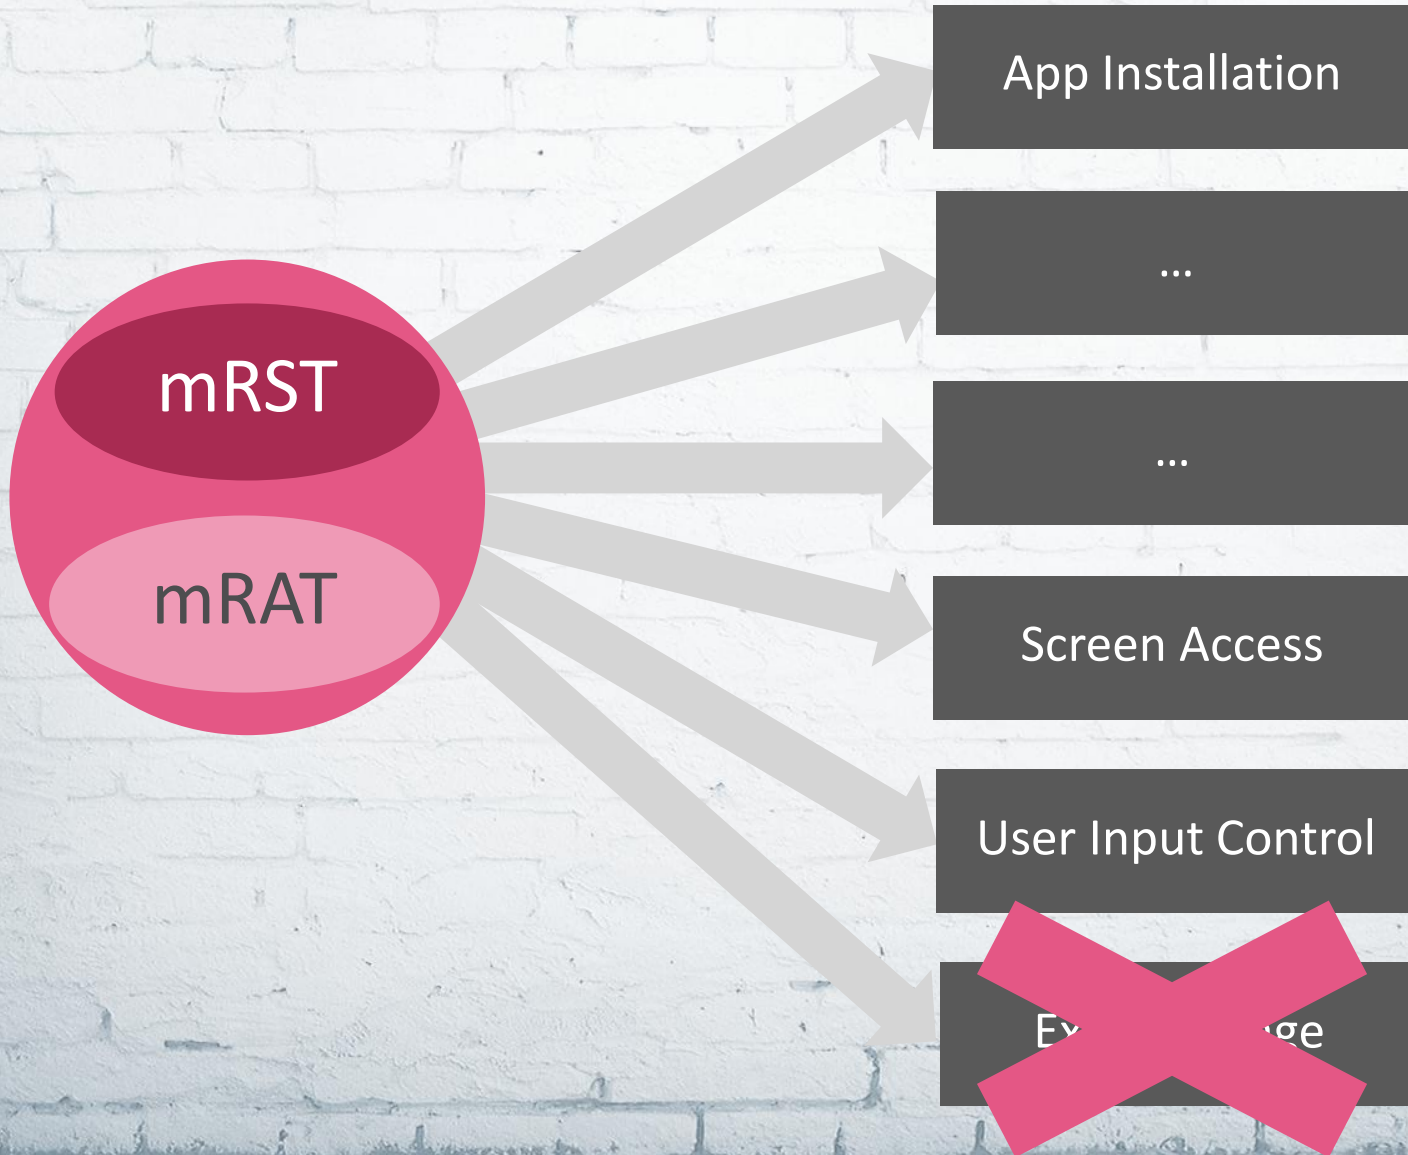 App Installation
...
mRST
...
mRAT
Screen Access
User Input Control